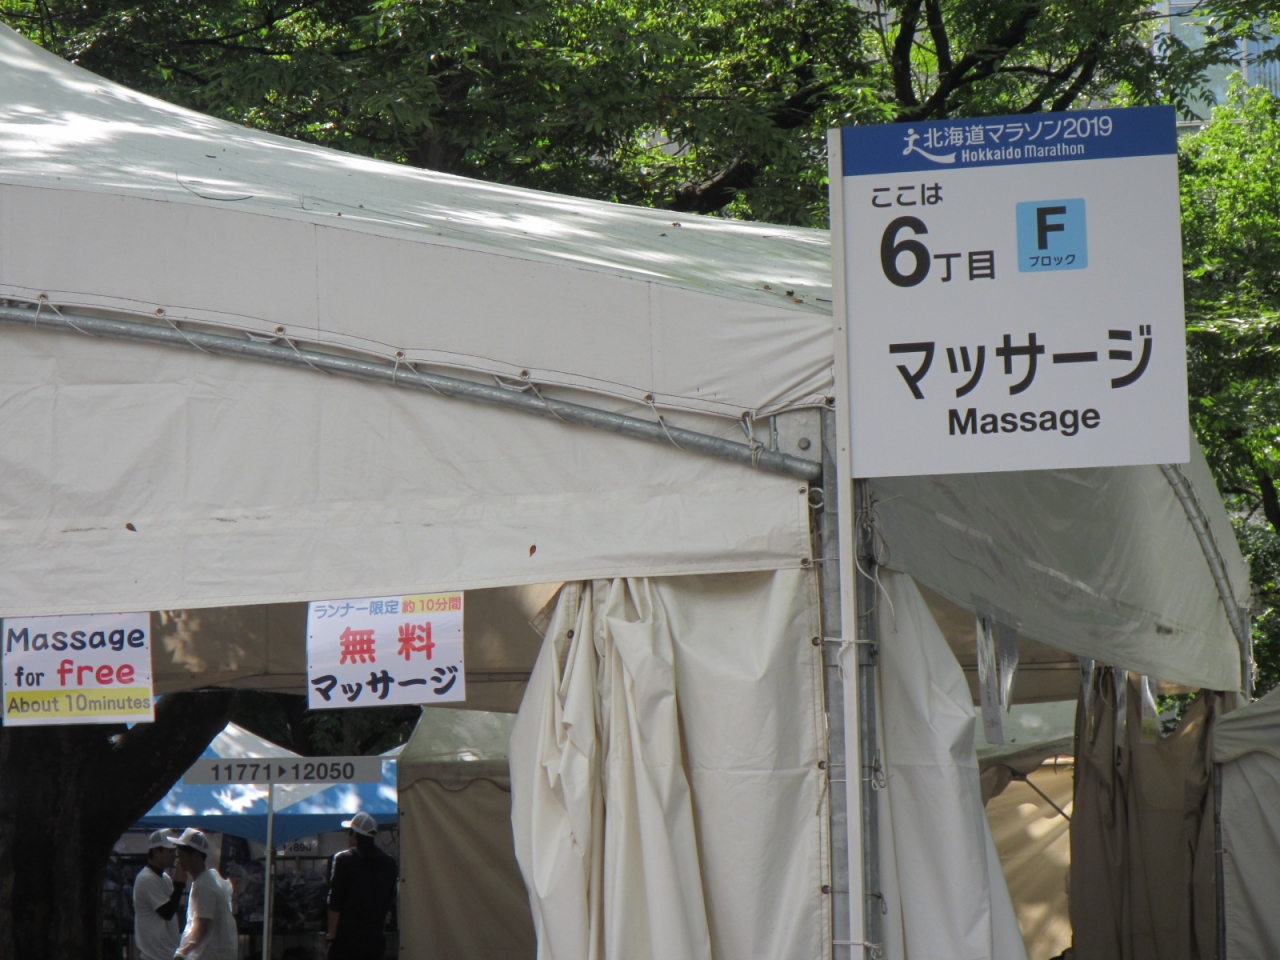 北海道マラソン2019
Hokkaido Marathon
ここは
6丁目
F
ブロック
マッサージ
Massage
Massage
for free
About 10minutes
ランナー限定 約10分間
無料
マッサージ
11771▶12050